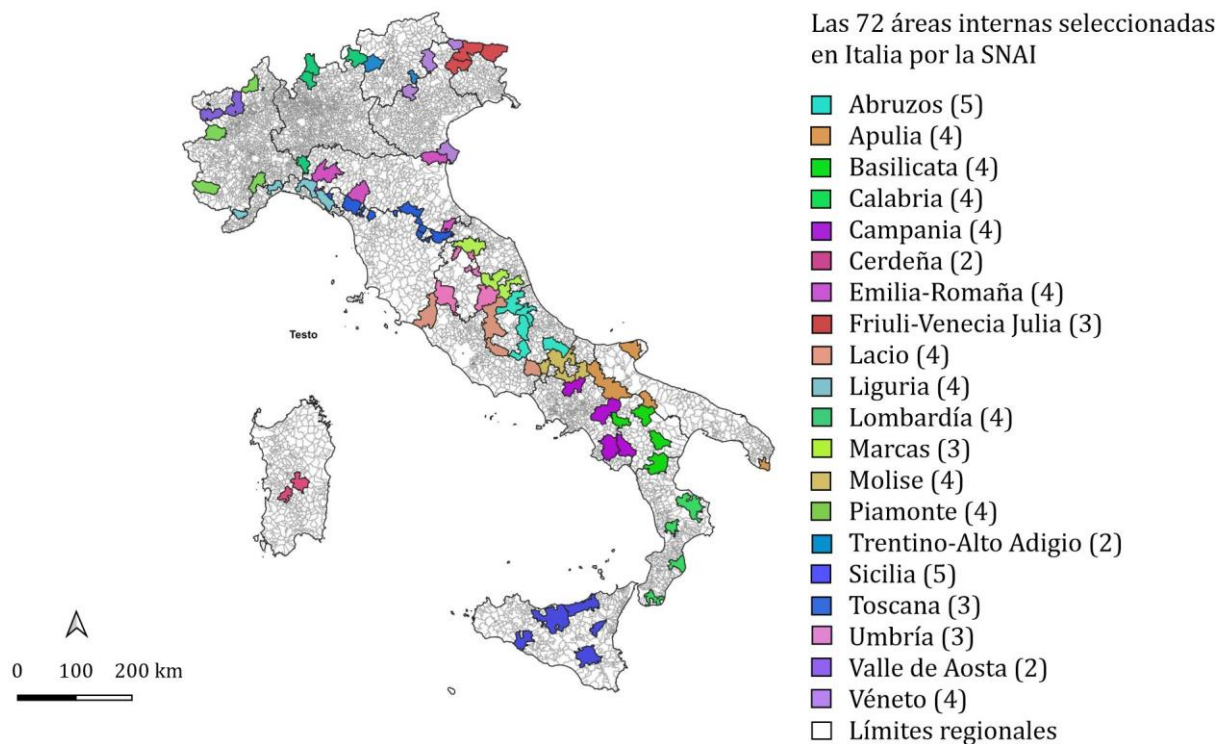 Las 72 áreas internas seleccionadas
en Italia por la SNAI
Abruzos (5)
Apulia (4)
Basilicata (4)
Calabria (4)
Campania (4)
Cerdeña (2)
Emilia-Romaña (4)
Friuli-Venecia Julia (3)
Lacio (4)
Liguria (4)
Lombardía (4)
Marcas (3)
Molise (4)
Piamonte (4)
Trentino-Alto Adigio (2)
Sicilia (5)
Toscana (3)
Umbría (3)
Valle de Aosta (2)
Véneto (4)
Límites regionales
Testo
0 100 200 km